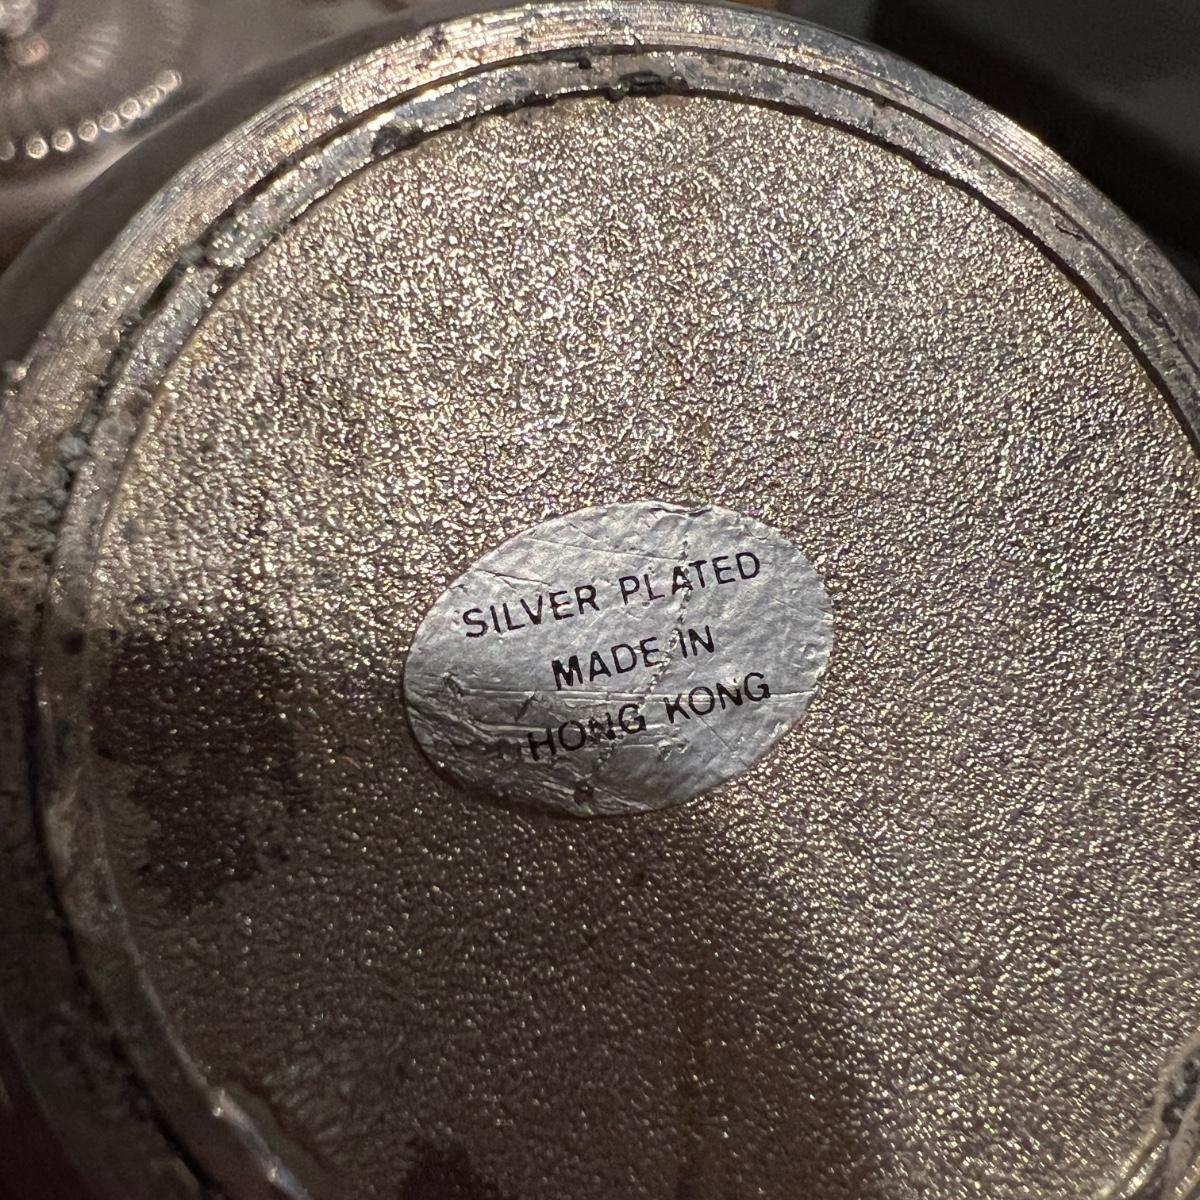 SILVER PLATED
MADE IN
HONG KONG